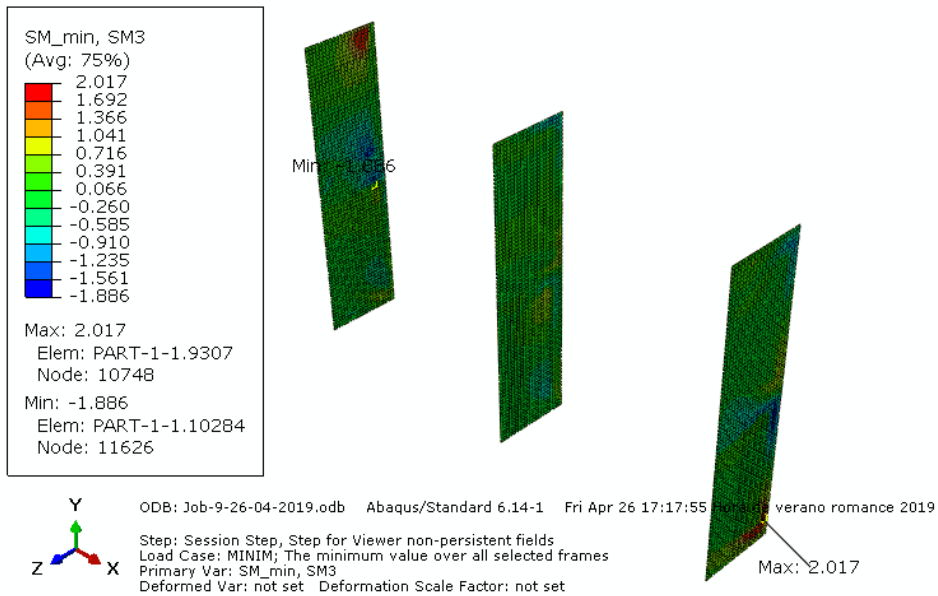 SM_min, SM3
(Avg: 75%)
2.017
1.692
1.366
1.041
0.716
0.391
0.066
-0.260
-0.585
-0.910
-1.235
-1.561
-1.886
Max: 2.017
Elem: PART-1-1.9307
Node: 10748
Min: -1.886
Elem: PART-1-1.10284
Node: 11626
Min: -1.886
Max: 2.017
Y
Z
X
ODB: Job-9-26-04-2019.odb Abaqus/Standard 6.14-1 Fri Apr 26 17:17:55 Hora de verano romance 2019
Step: Session Step, Step for Viewer non-persistent fields
Load Case: MINIM; The minimum value over all selected frames
Primary Var: SM_min, SM3
Deformed Var: not set Deformation Scale Factor: not set